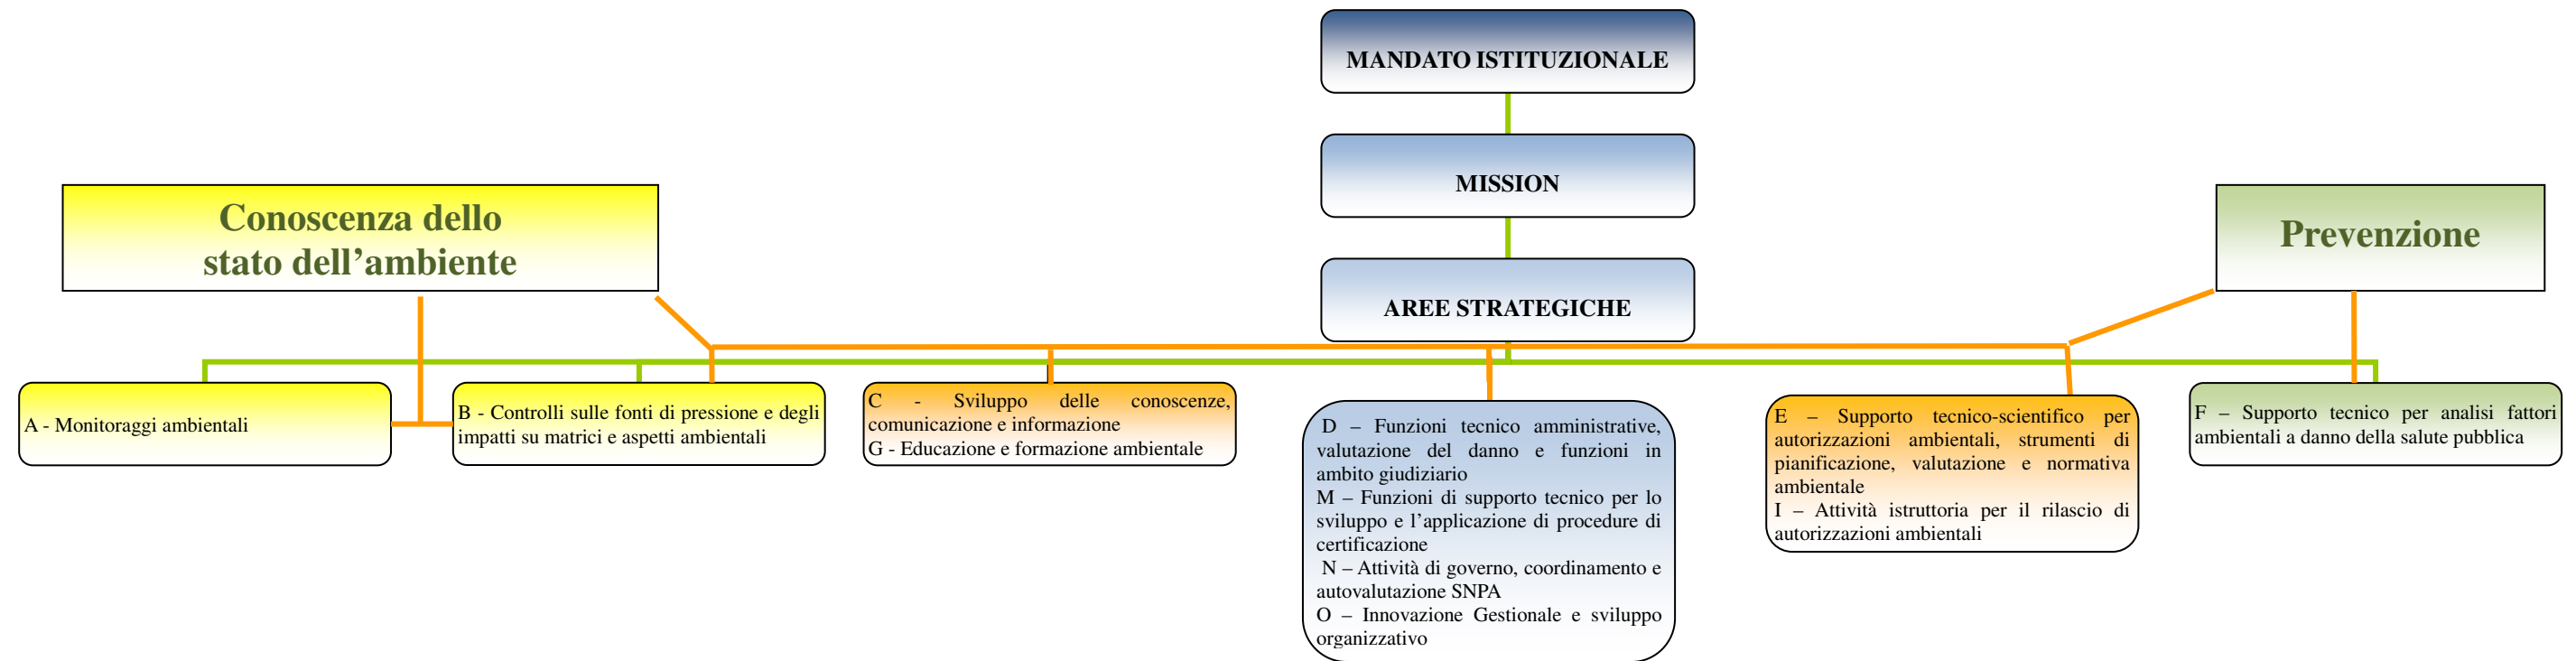 MANDATO ISTITUZIONALE
MISSION
AREE STRATEGICHE
Conoscenza dello
stato dell’ambiente
Prevenzione
A - Monitoraggi ambientali
B - Controlli sulle fonti di pressione e degli
impatti su matrici e aspetti ambientali
C - Sviluppo delle conoscenze,
comunicazione e informazione
G - Educazione e formazione ambientale
D – Funzioni tecnico amministrative,
valutazione del danno e funzioni in
ambito giudiziario
M – Funzioni di supporto tecnico per lo
sviluppo e l’applicazione di procedure di
certificazione
N – Attività di governo, coordinamento e
autovalutazione SNPA
O – Innovazione Gestionale e sviluppo
organizzativo
E – Supporto tecnico-scientifico per
autorizzazioni ambientali, strumenti di
pianificazione, valutazione e normativa
ambientale
I – Attività istruttoria per il rilascio di
autorizzazioni ambientali
F – Supporto tecnico per analisi fattori
ambientali a danno della salute pubblica